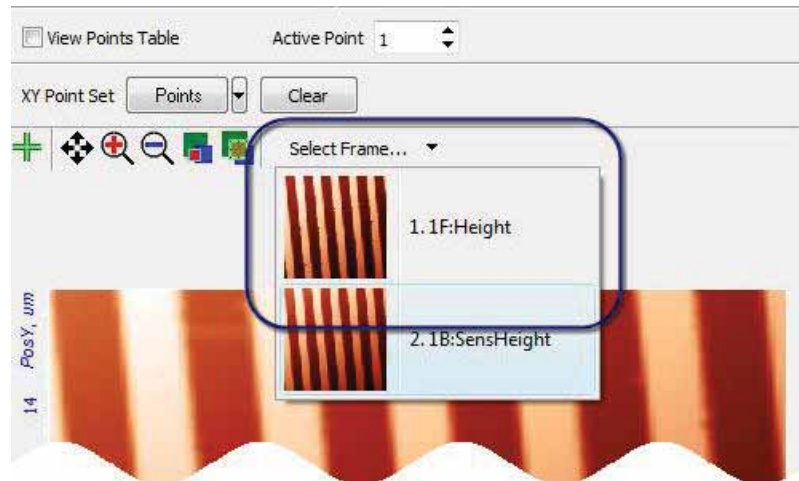 View Points Table Active Point 1
XY Point Set Points Clear
Select Frame...
1. 1F:Height
2. 1B:SensHeight
PosY, um
14